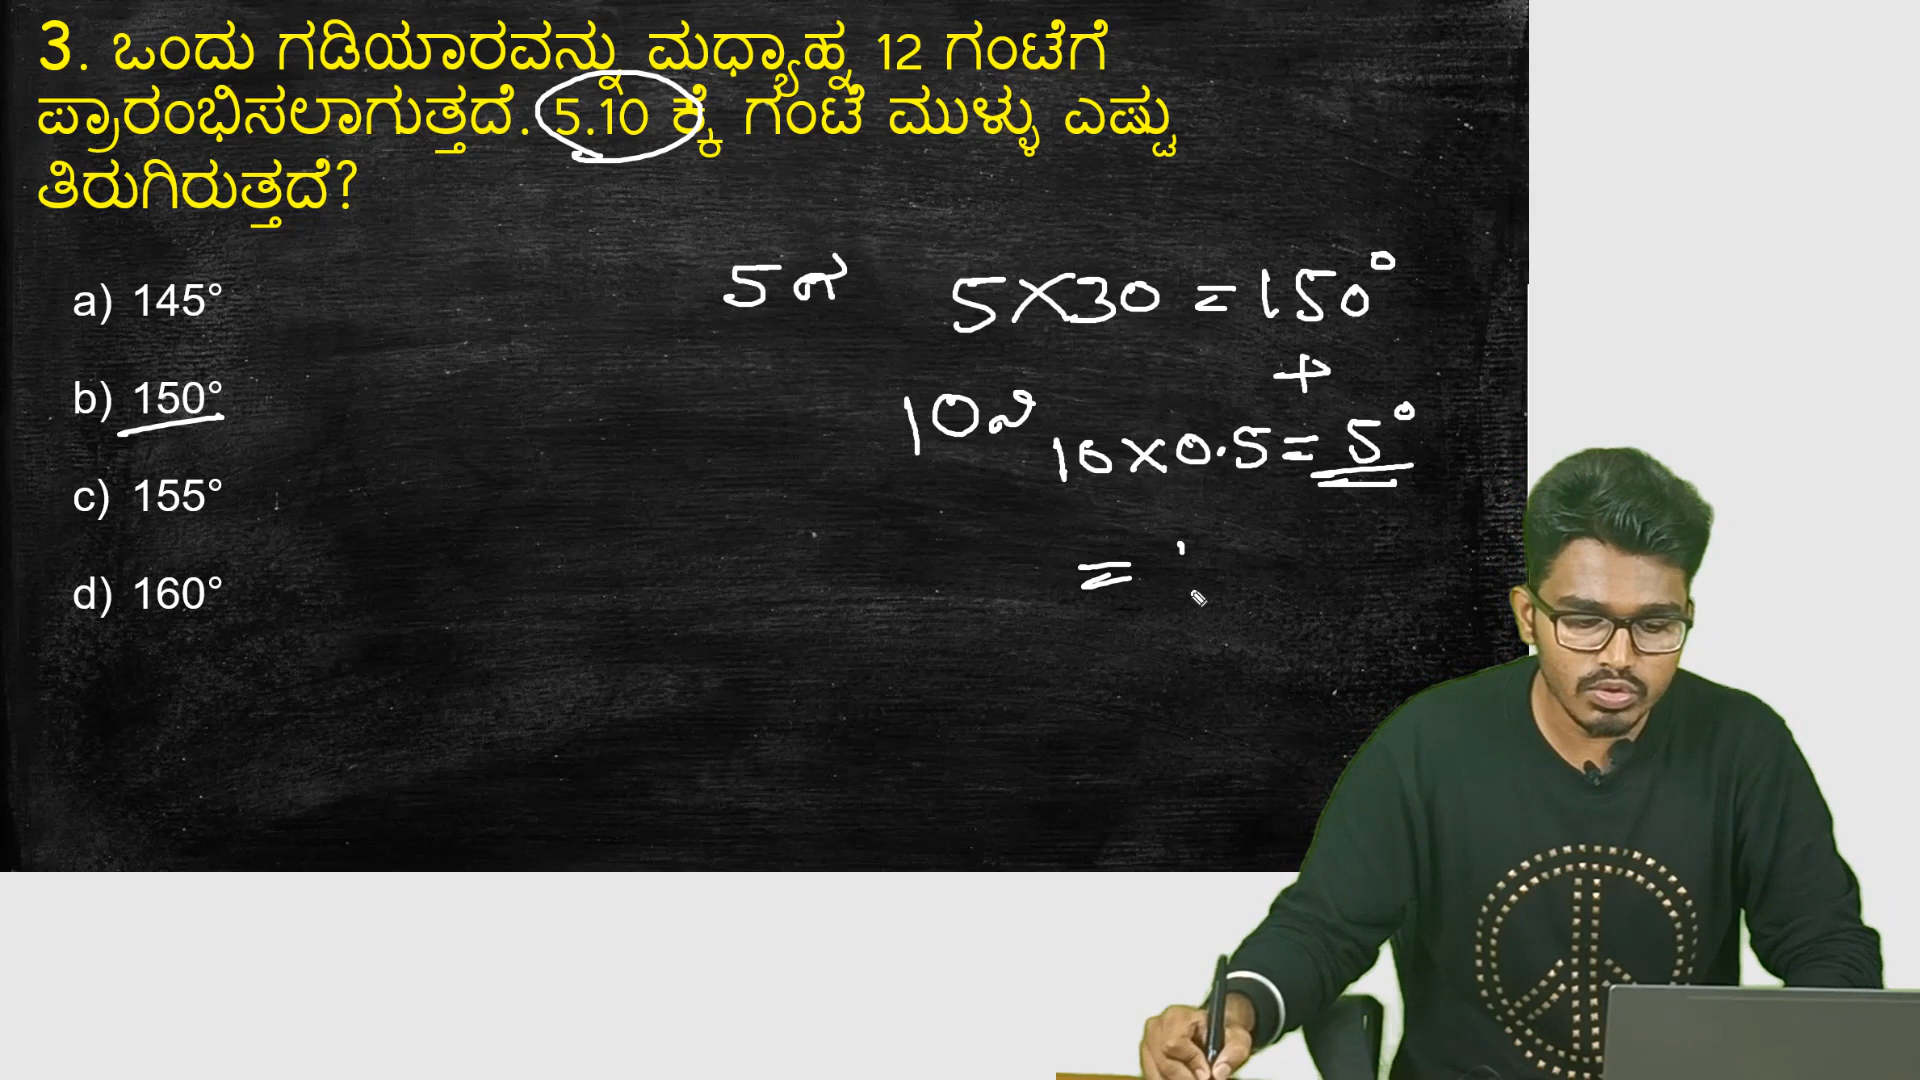 3. ಒಂದು ಗಡಿಯಾರವನ್ನು ಮಧ್ಯಾಹ್ನ 12 ಗಂಟೆಗೆ
ಪ್ರಾರಂಭಿಸಲಾಗುತ್ತದೆ. 5.10 ಕ್ಕೆ ಗಂಟೆ ಮುಳ್ಳು ಎಷ್ಟು
ತಿರುಗಿರುತ್ತದೆ?
a) 145°
b) 150°
c) 155°
d) 160°
5 5×30 = 150°
+
10 10×0.5 = 5°
=